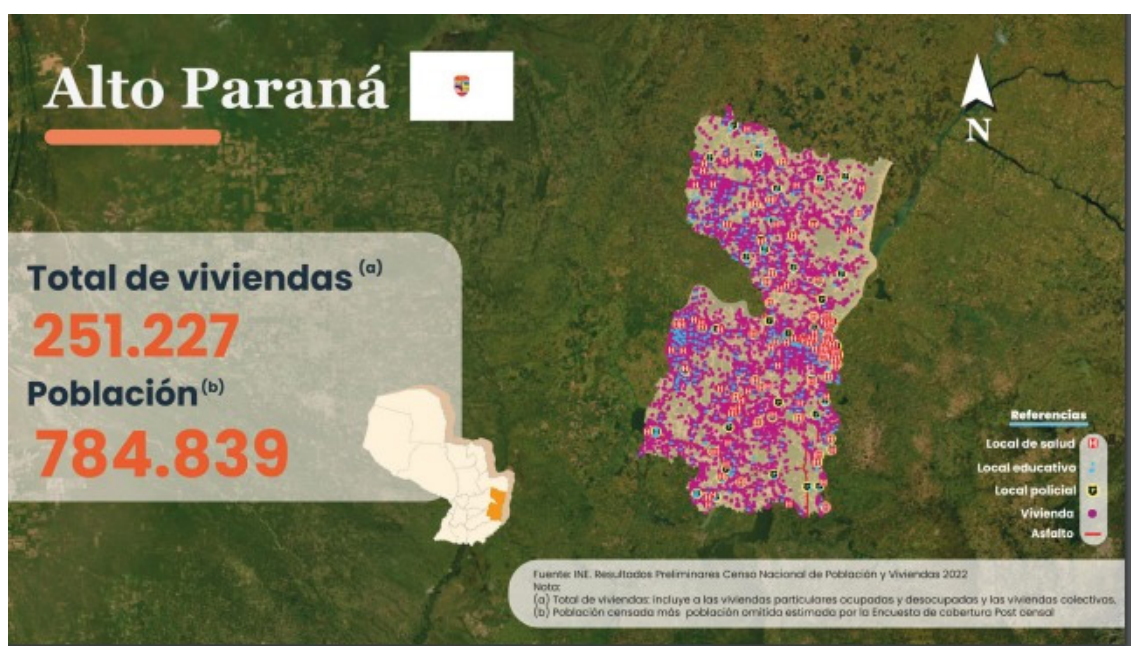 Alto Paraná
N
Total de viviendas (a)
251.227
Población (b)
784.839
Referencias
Local de salud
Local educativo
Local policial
Vivienda
Asfalto
Fuente: INE. Resultados Preliminares Censo Nacional de Población y Viviendas 2022
Nota:
(a) Total de viviendas: incluye a las viviendas particulares ocupadas y desocupadas y las viviendas colectivas.
(b) Población censada más población omitida estimada por la Encuesta de cobertura Post censal